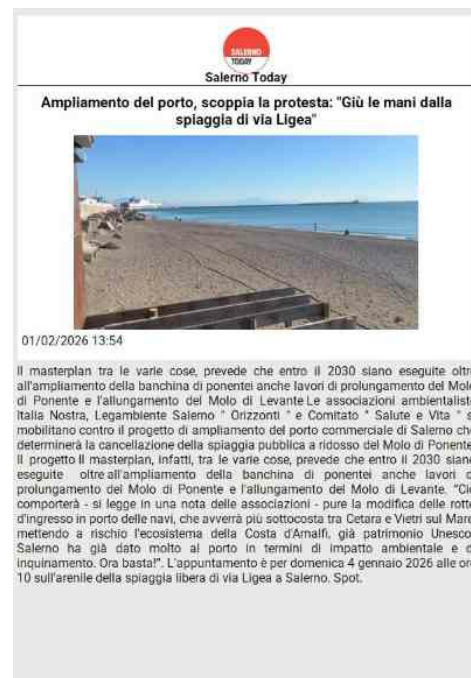 SALERNO
TODAY
Salerno Today
Ampliamento del porto, scoppia la protesta: "Giù le mani dalla
spiaggia di via Ligea"
01/02/2026 13:54
Il masterplan tra le varie cose, prevede che entro il 2030 siano eseguite oltre
all'ampliamento della banchina di ponentei anche lavori di prolungamento del Molo
di Ponente e l'allungamento del Molo di Levante.Le associazioni ambientaliste
Italia Nostra, Legambiente Salerno " Orizzonti " e Comitato " Salute e Vita " si
mobilitano contro il progetto di ampliamento del porto commerciale di Salerno che
determinerà la cancellazione della spiaggia pubblica a ridosso del Molo di Ponente.
Il progetto Il masterplan, infatti, tra le varie cose, prevede che entro il 2030 siano
eseguite oltre all'ampliamento della banchina di ponentei anche lavori di
prolungamento del Molo di Ponente e l'allungamento del Molo di Levante. "Ciò
comporterà - si legge in una nota delle associazioni - pure la modifica delle rotte
d'ingresso in porto delle navi, che avverrà più sottocosta tra Cetara e Vietri sul Mare,
mettendo a rischio l'ecosistema della Costa d'Amalfi, già patrimonio Unesco.
Salerno ha già dato molto al porto in termini di impatto ambientale e di
inquinamento. Ora basta!". L'appuntamento è per domenica 4 gennaio 2026 alle ore
10 sull'arenile della spiaggia libera di via Ligea a Salerno. Spot.